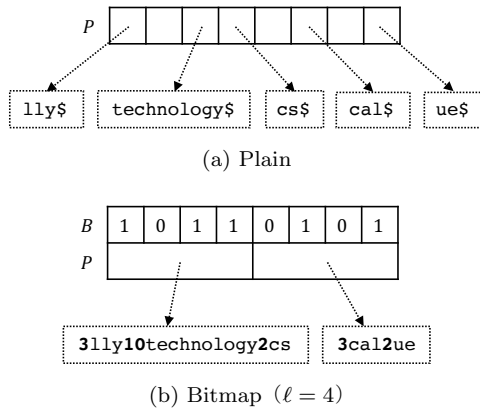 P
lly$ technology$ cs$ cal$ ue$
(a) Plain
B 1 0 1 1 0 1 0 1
P
3lly10technology2cs 3cal2ue
(b) Bitmap (ℓ = 4)